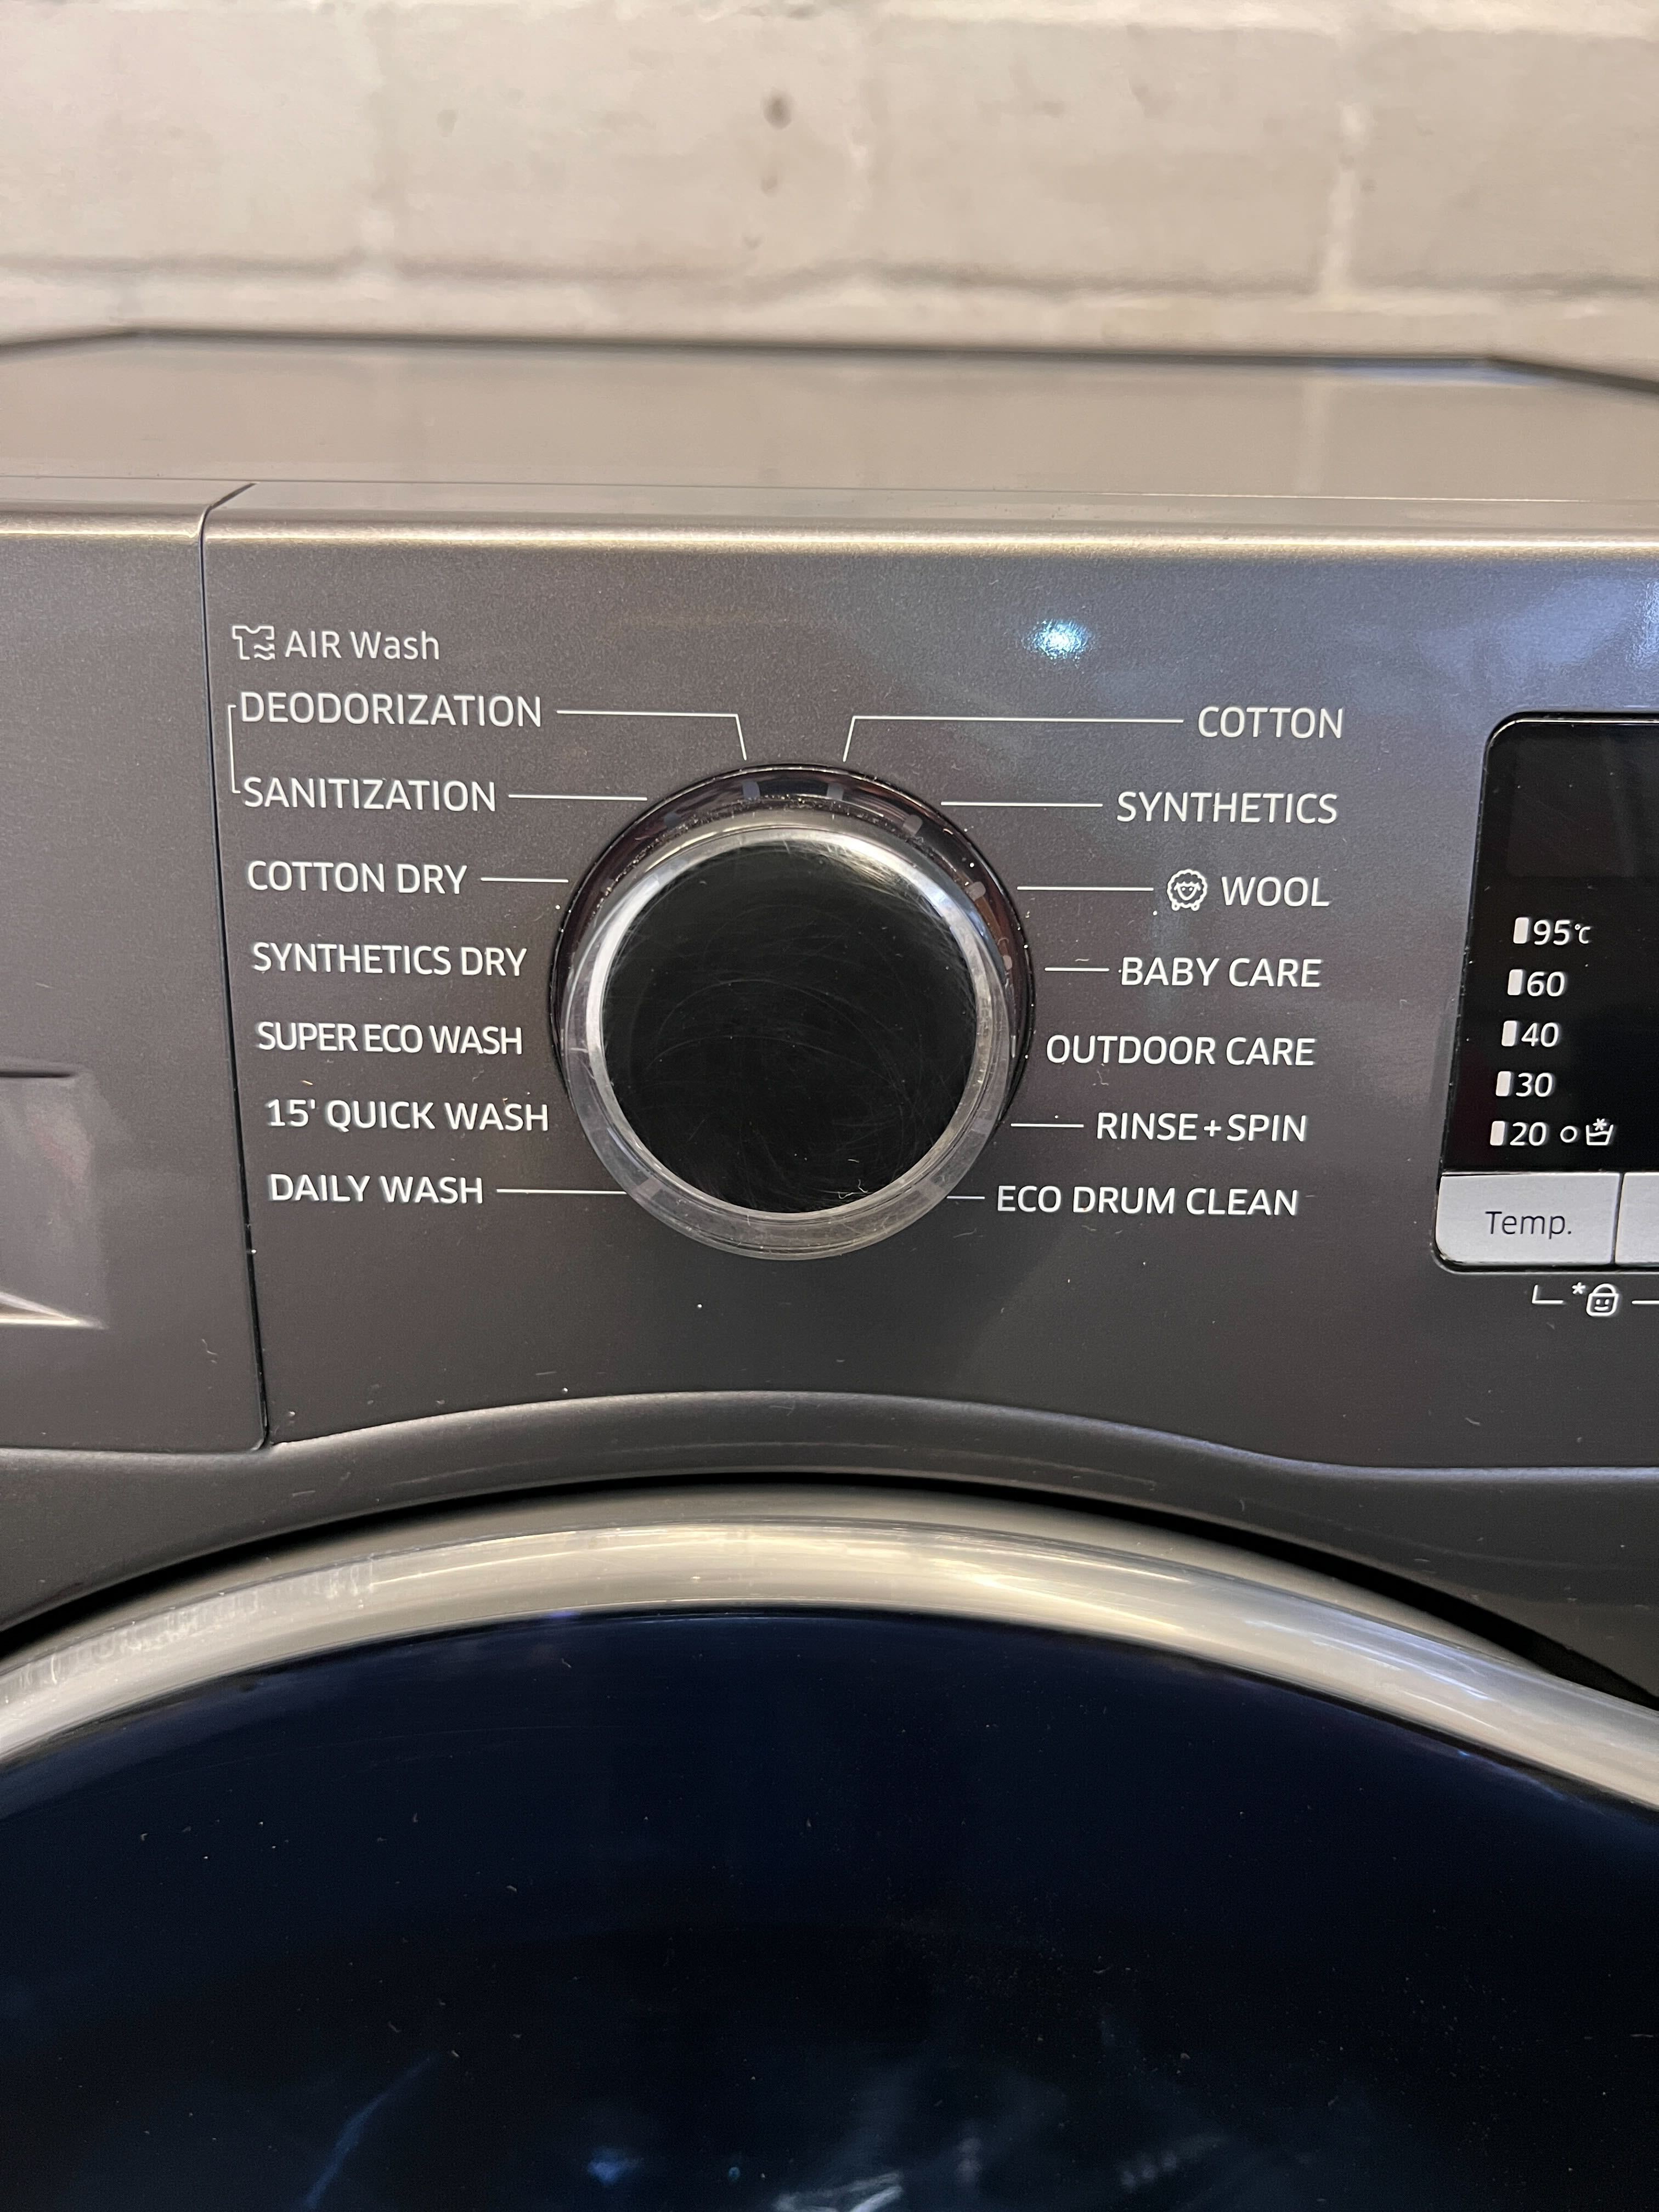 AIR Wash
DEODORIZATION
SANITIZATION
COTTON DRY
SYNTHETICS DRY
SUPER ECO WASH
15' QUICK WASH
DAILY WASH
COTTON
SYNTHETICS
WOOL
BABY CARE
OUTDOOR CARE
RINSE+SPIN
ECO DRUM CLEAN
95℃
60
40
30
20
Temp.
*